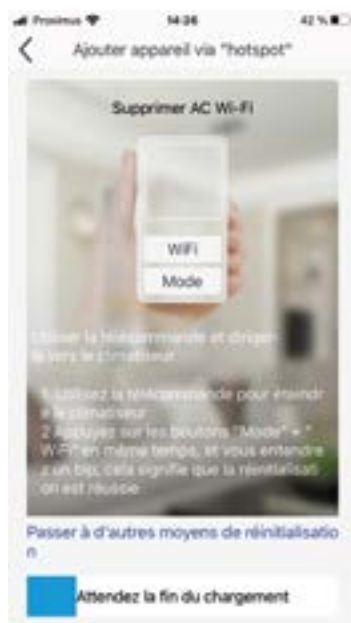 Proximus 14:36 42 %
Ajouter appareil via "hotspot"
Supprimer AC Wi-Fi
WiFi
Mode
Utiliser la télécommande et diriger
la vers le climatiseur
1. Utilisez la télécommande pour éteindr
e le climatiseur
2 Appuyez sur les boutons "Mode" + "
WiFi" en même temps, et vous entendre
z un bip, cela signifie que la réinitialisati
on est réussie
Passer à d'autres moyens de réinitialisatio
n
Attendez la fin du chargement